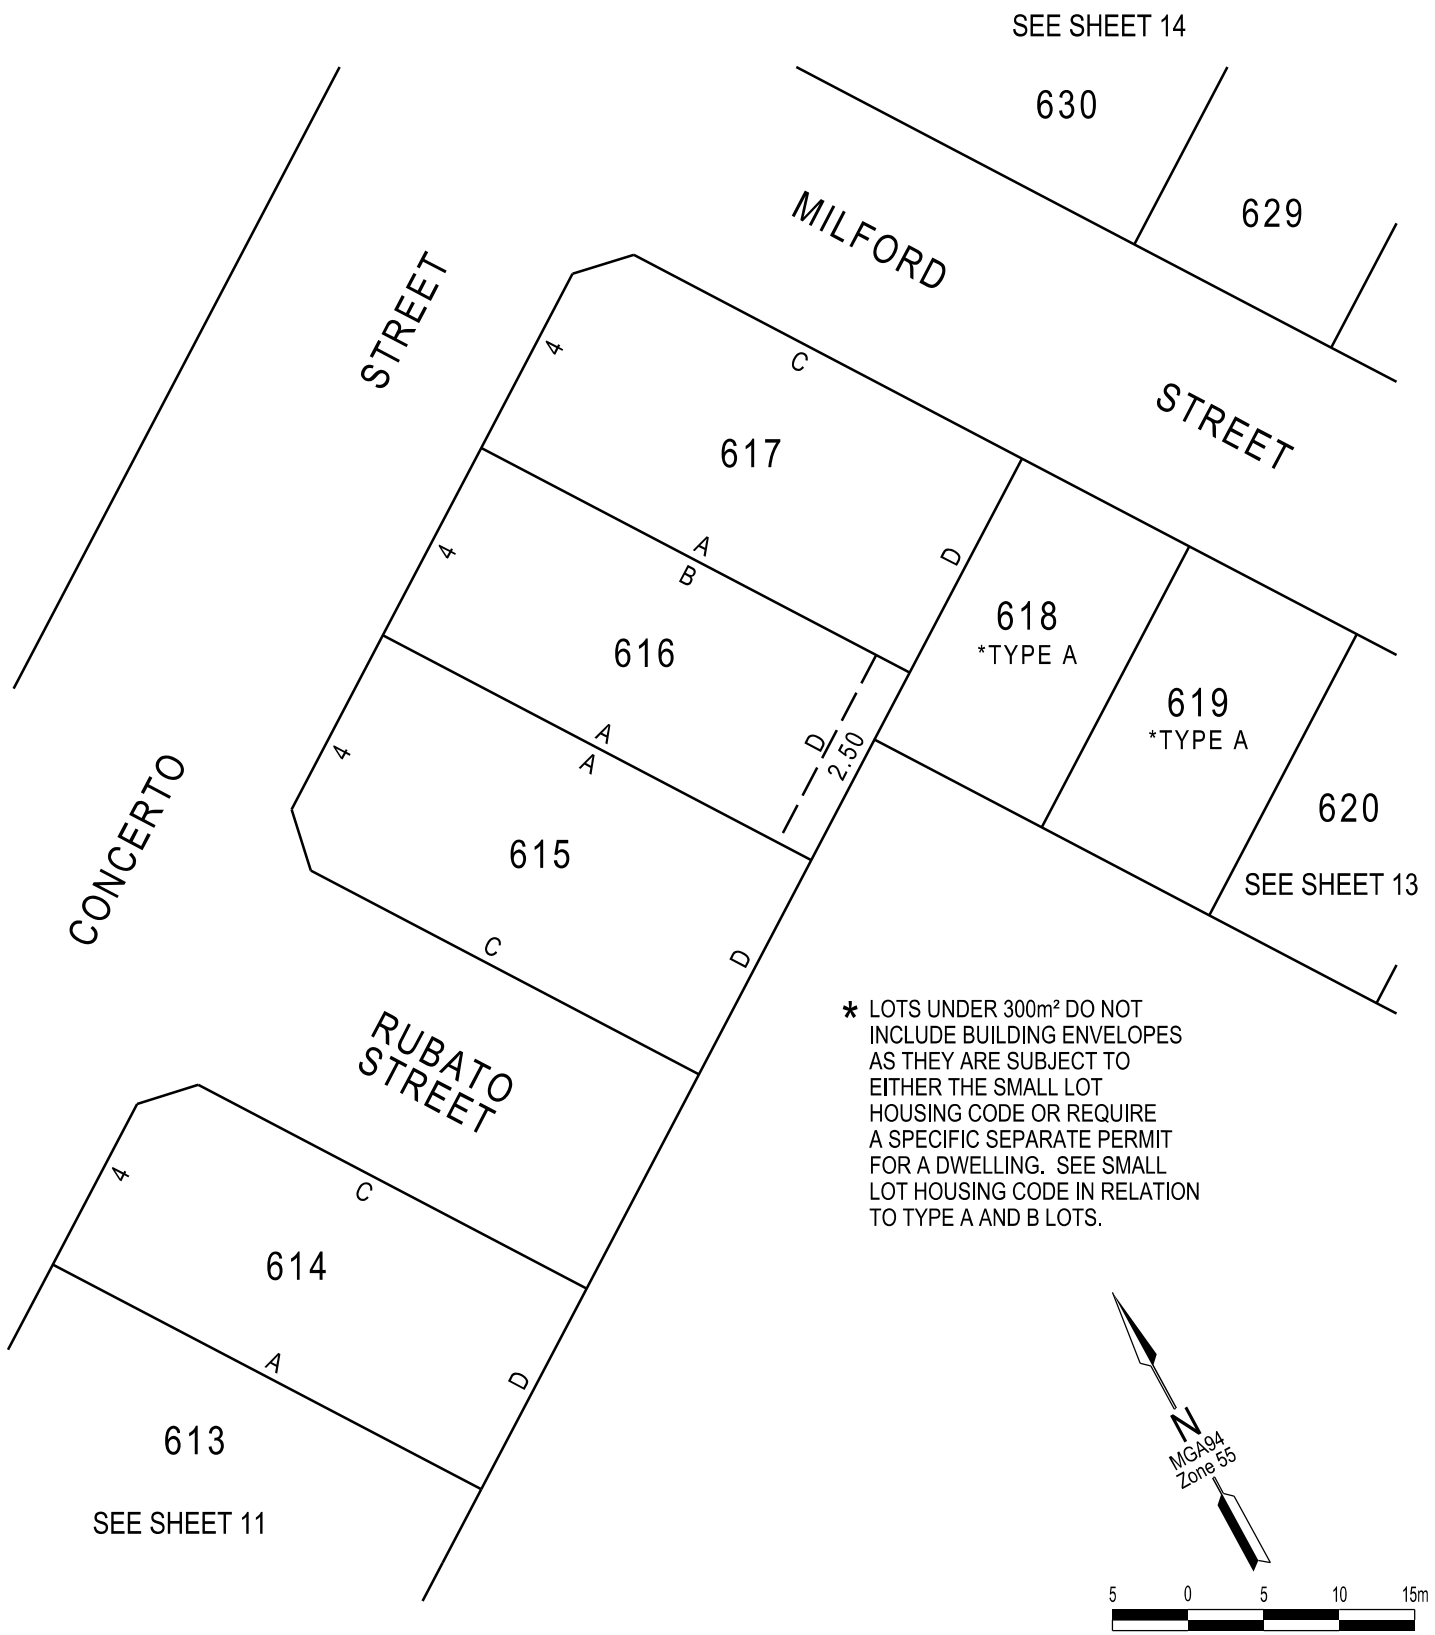 SEE SHEET 14
630
629
MILFORD
STREET
STREET
CONCERTO
4
C
617
A
D
4
B
616
A
D
2.50
618
*TYPE A
619
*TYPE A
620
SEE SHEET 13
4
A
615
C
D
RUBATO
STREET
* LOTS UNDER 300m² DO NOT
INCLUDE BUILDING ENVELOPES
AS THEY ARE SUBJECT TO
EITHER THE SMALL LOT
HOUSING CODE OR REQUIRE
A SPECIFIC SEPARATE PERMIT
FOR A DWELLING. SEE SMALL
LOT HOUSING CODE IN RELATION
TO TYPE A AND B LOTS.
4
C
614
A
D
613
SEE SHEET 11
N
MGA94
Zone 55
5 0 5 10 15m